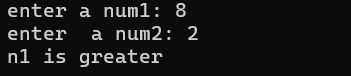 enter a num1: 8
enter  a num2: 2
n1 is greater